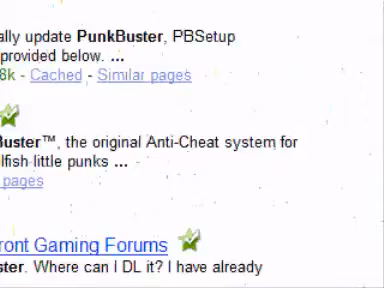 ally update PunkBuster, PBSetup
provided below. ...
8k - Cached - Similar pages
Buster™, the original Anti-Cheat system for
lfish little punks ...
pages
ront Gaming Forums
ster. Where can I DL it? I have already